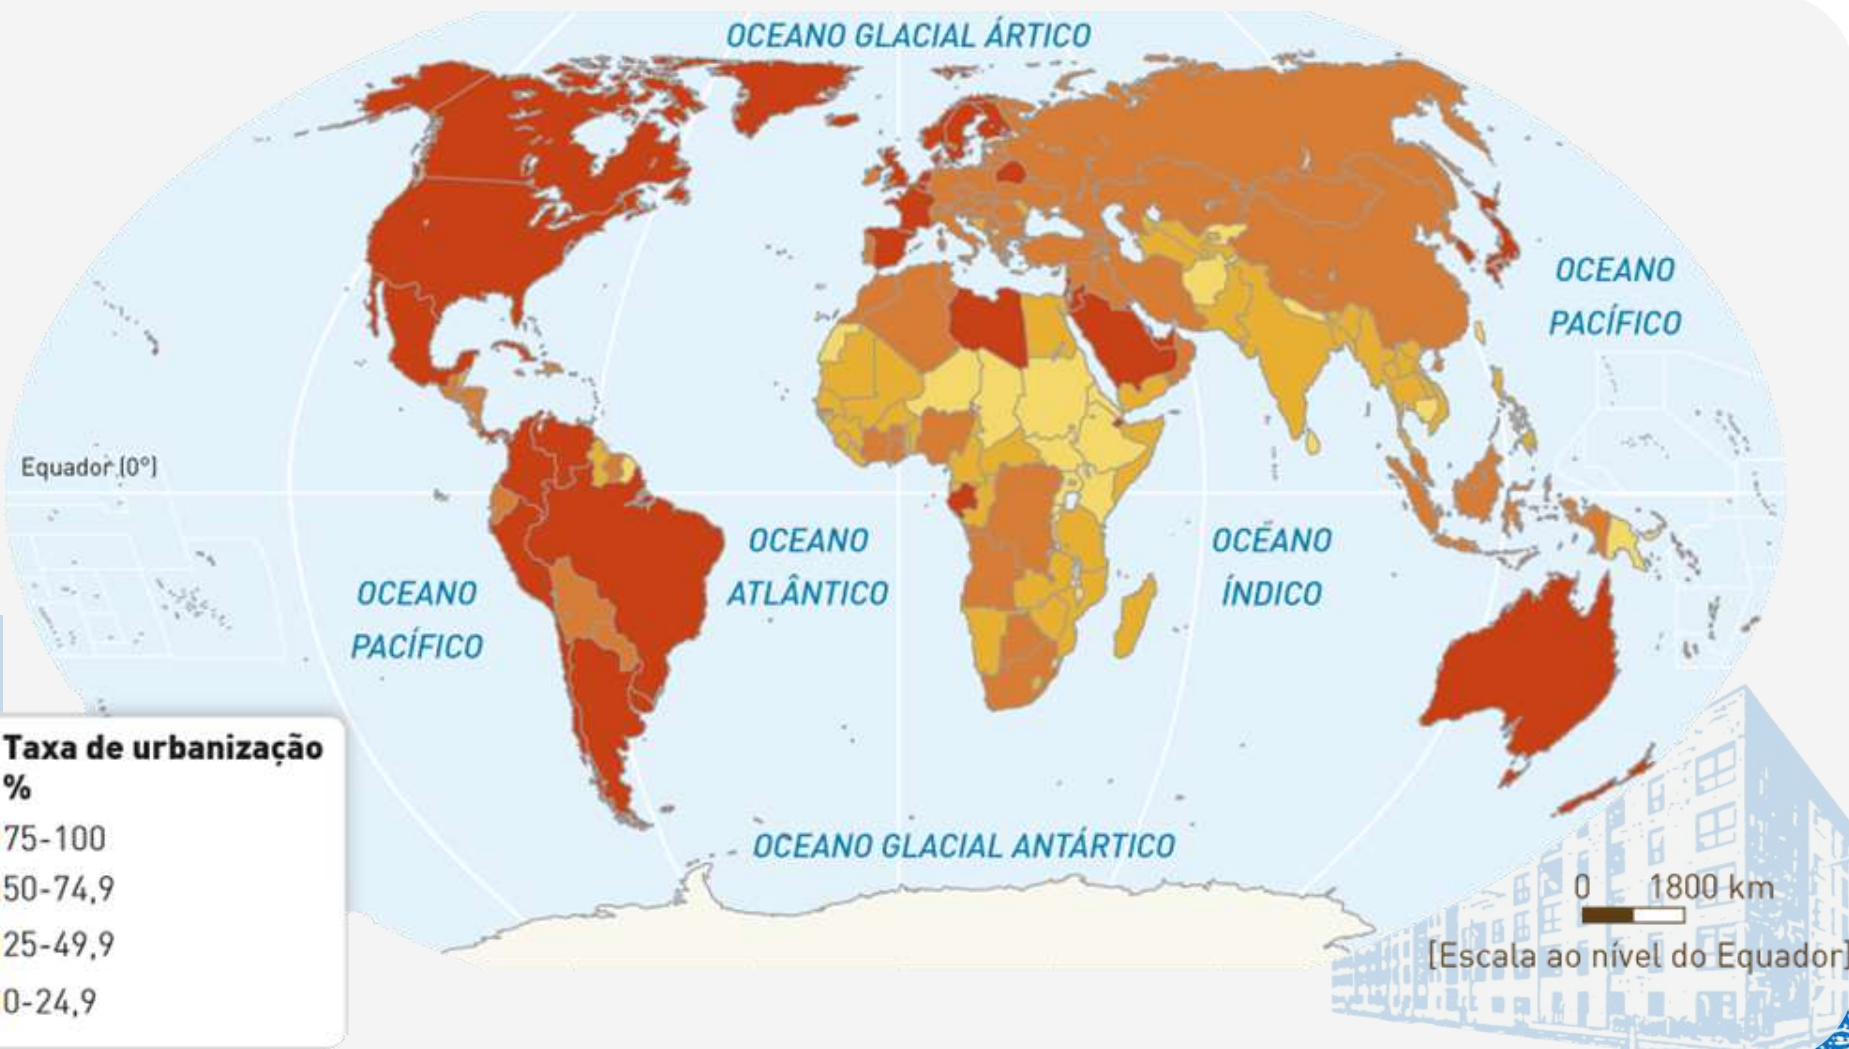 OCEANO GLACIAL ÁRTICO
OCEANO
PACÍFICO
Equador (0°)
OCEANO
ATLÂNTICO
OCEANO
ÍNDICO
OCEANO
PACÍFICO
Taxa de urbanização
%
75-100
50-74,9
25-49,9
0-24,9
OCEANO GLACIAL ANTÁRTICO
0 1800 km
[Escala ao nível do Equador]